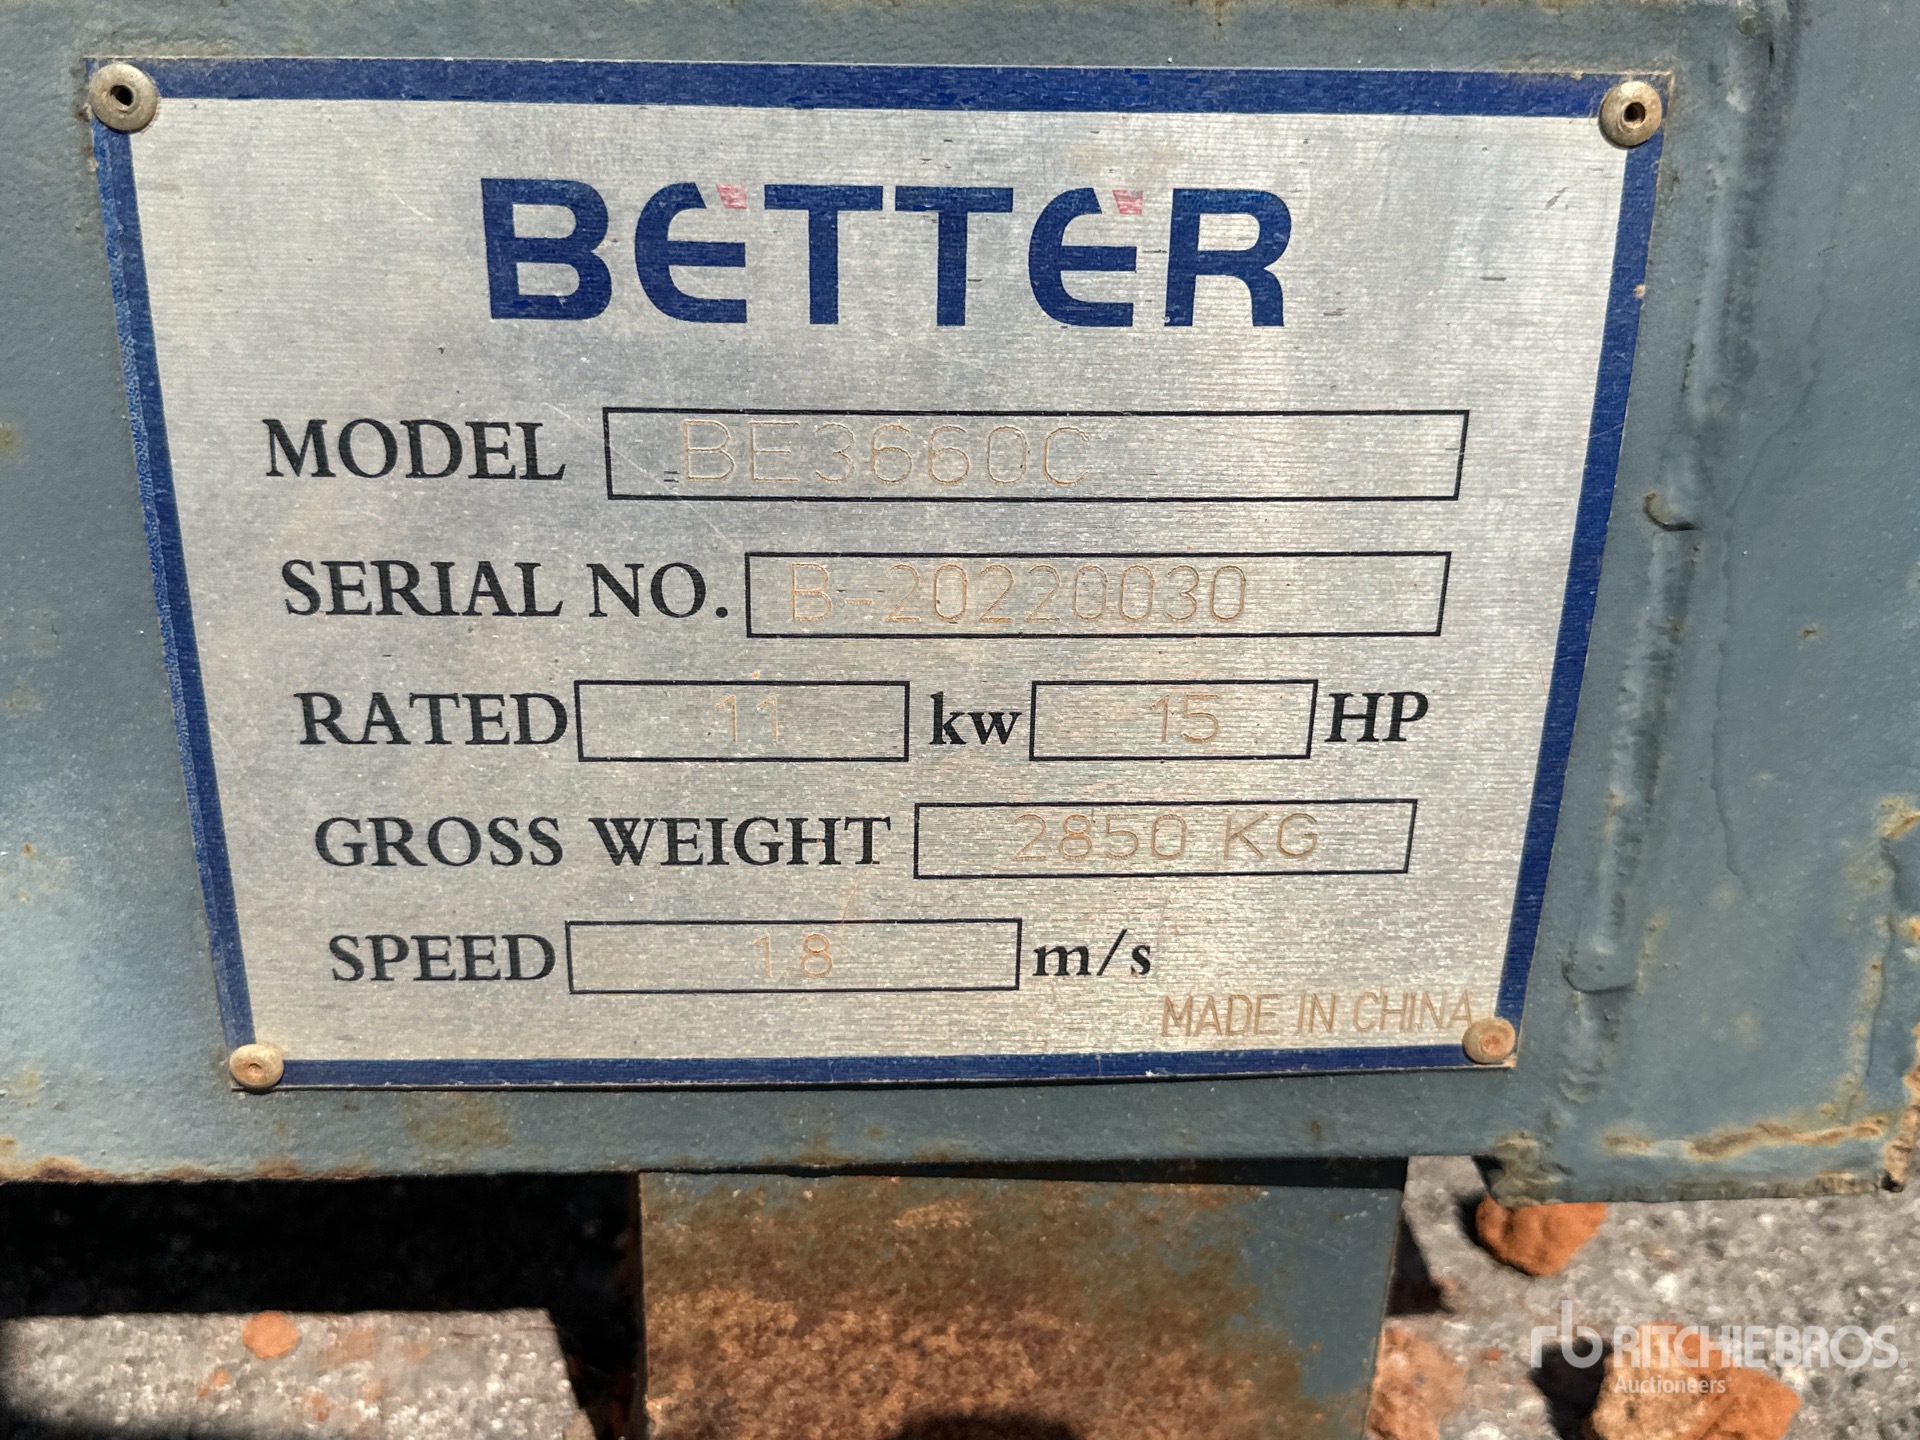 BETTER
MODEL BE3660C
SERIAL NO. B-20220030
RATED 11 kw 15 HP
GROSS WEIGHT 2850 KG
SPEED 1.8 m/s
MADE IN CHINA
rb RITCHIE BROS.
Auctioneers